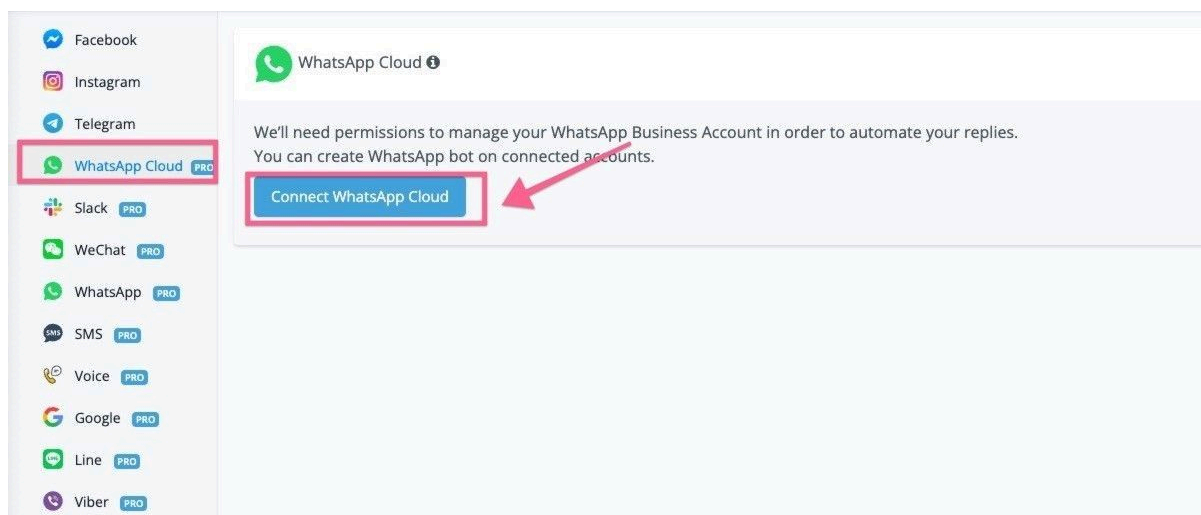 Facebook
Instagram
Telegram
WhatsApp Cloud PRO
Slack PRO
WeChat PRO
WhatsApp PRO
SMS SMS PRO
Voice PRO
Google PRO
LINE Line PRO
Viber PRO
WhatsApp Cloud
We’ll need permissions to manage your WhatsApp Business Account in order to automate your replies.
You can create WhatsApp bot on connected accounts.
Connect WhatsApp Cloud